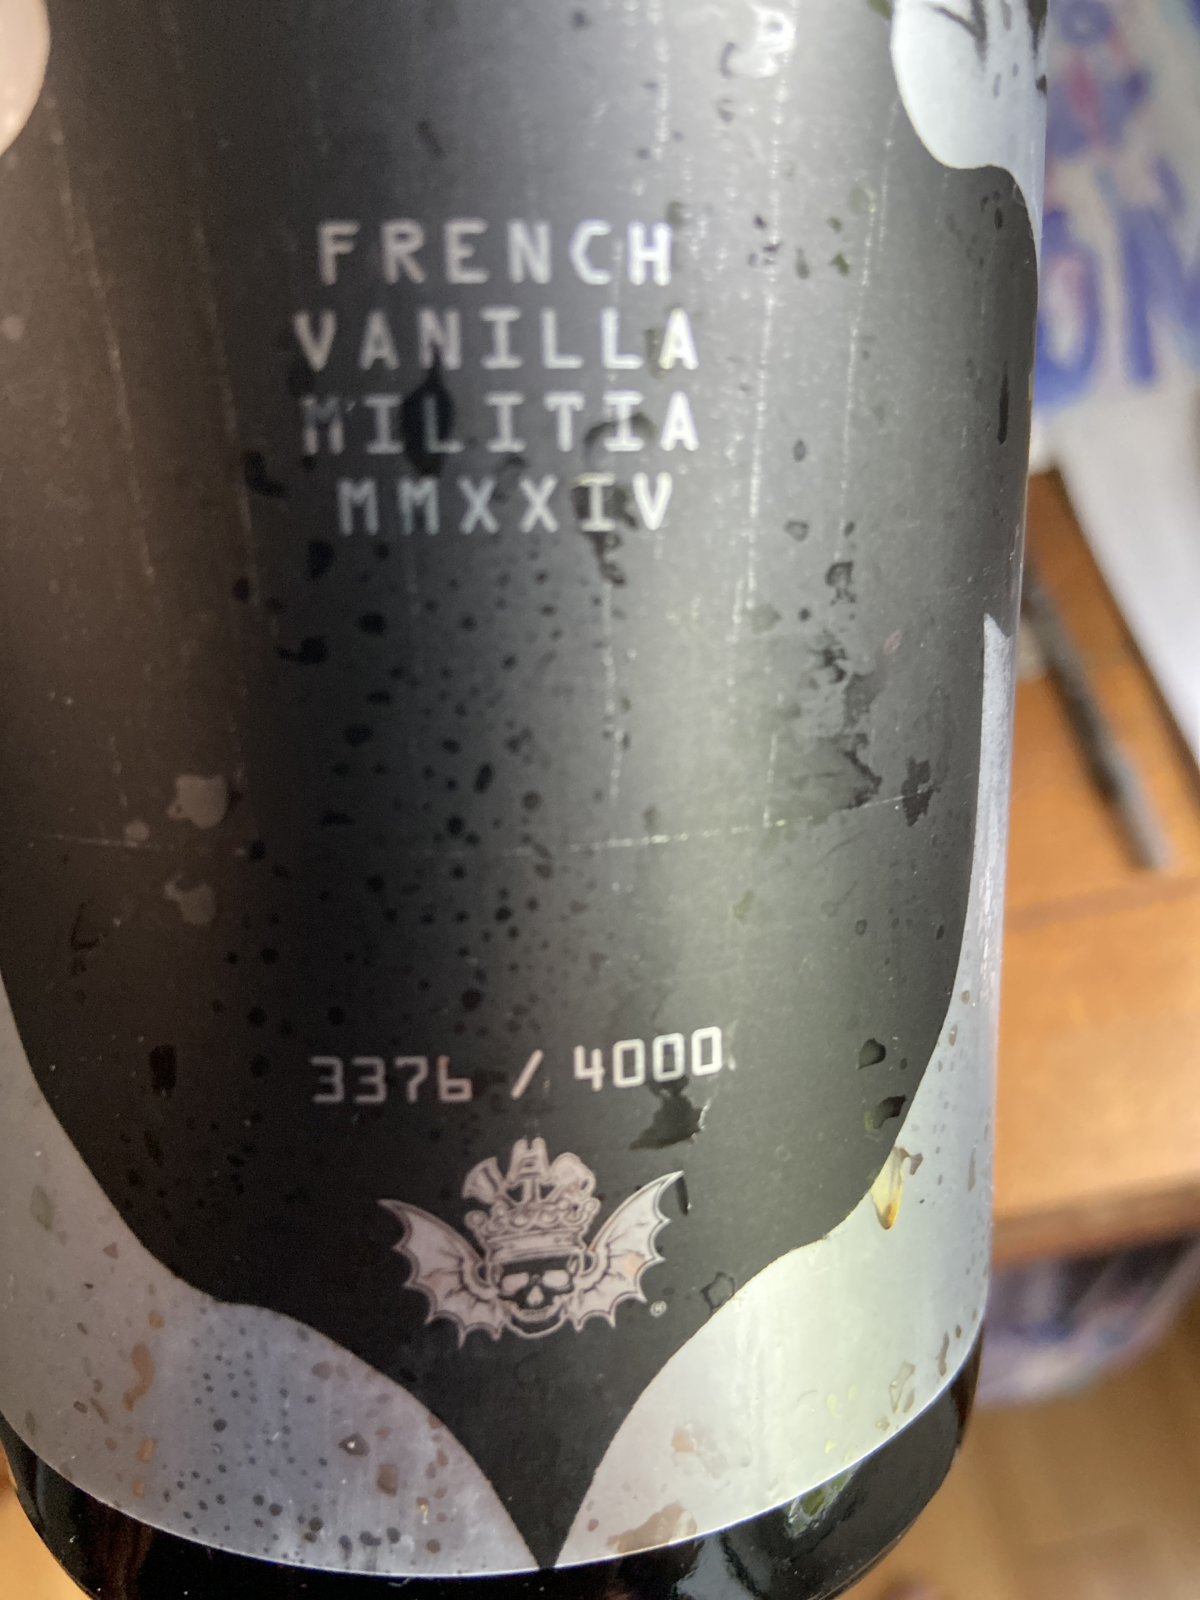 FRENCH
VANILLA
MILITIA
MMXXIV
3376 / 4000
®